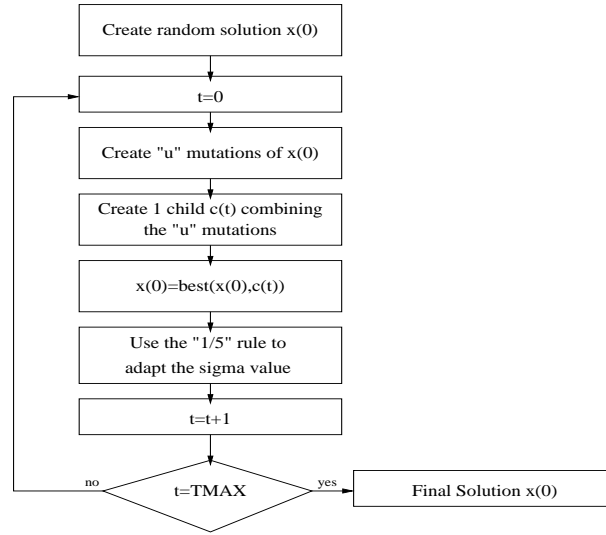 Create random solution x(0)
t=0
Create "u" mutations of x(0)
Create 1 child c(t) combining
the "u" mutations
x(0)=best(x(0),c(t))
Use the "1/5" rule to
adapt the sigma value
t=t+1
no
t=TMAX
yes
Final Solution x(0)